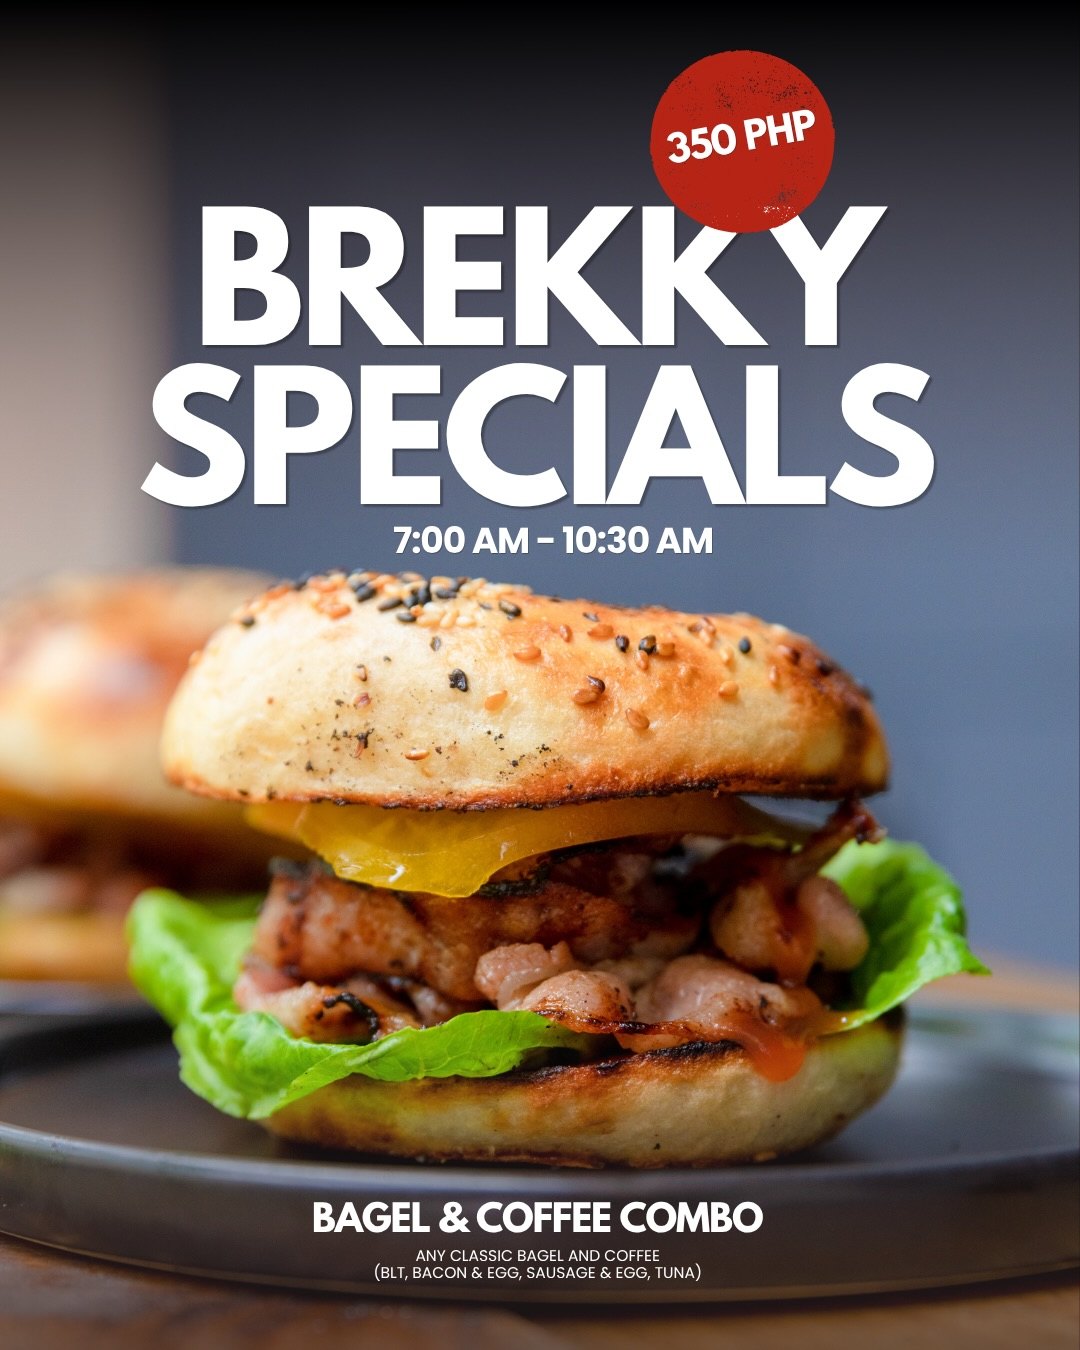 350 PHP
BREKKY
SPECIALS
7:00 AM – 10:30 AM
BAGEL & COFFEE COMBO
ANY CLASSIC BAGEL AND COFFEE
(BLT, BACON & EGG, SAUSAGE & EGG, TUNA)